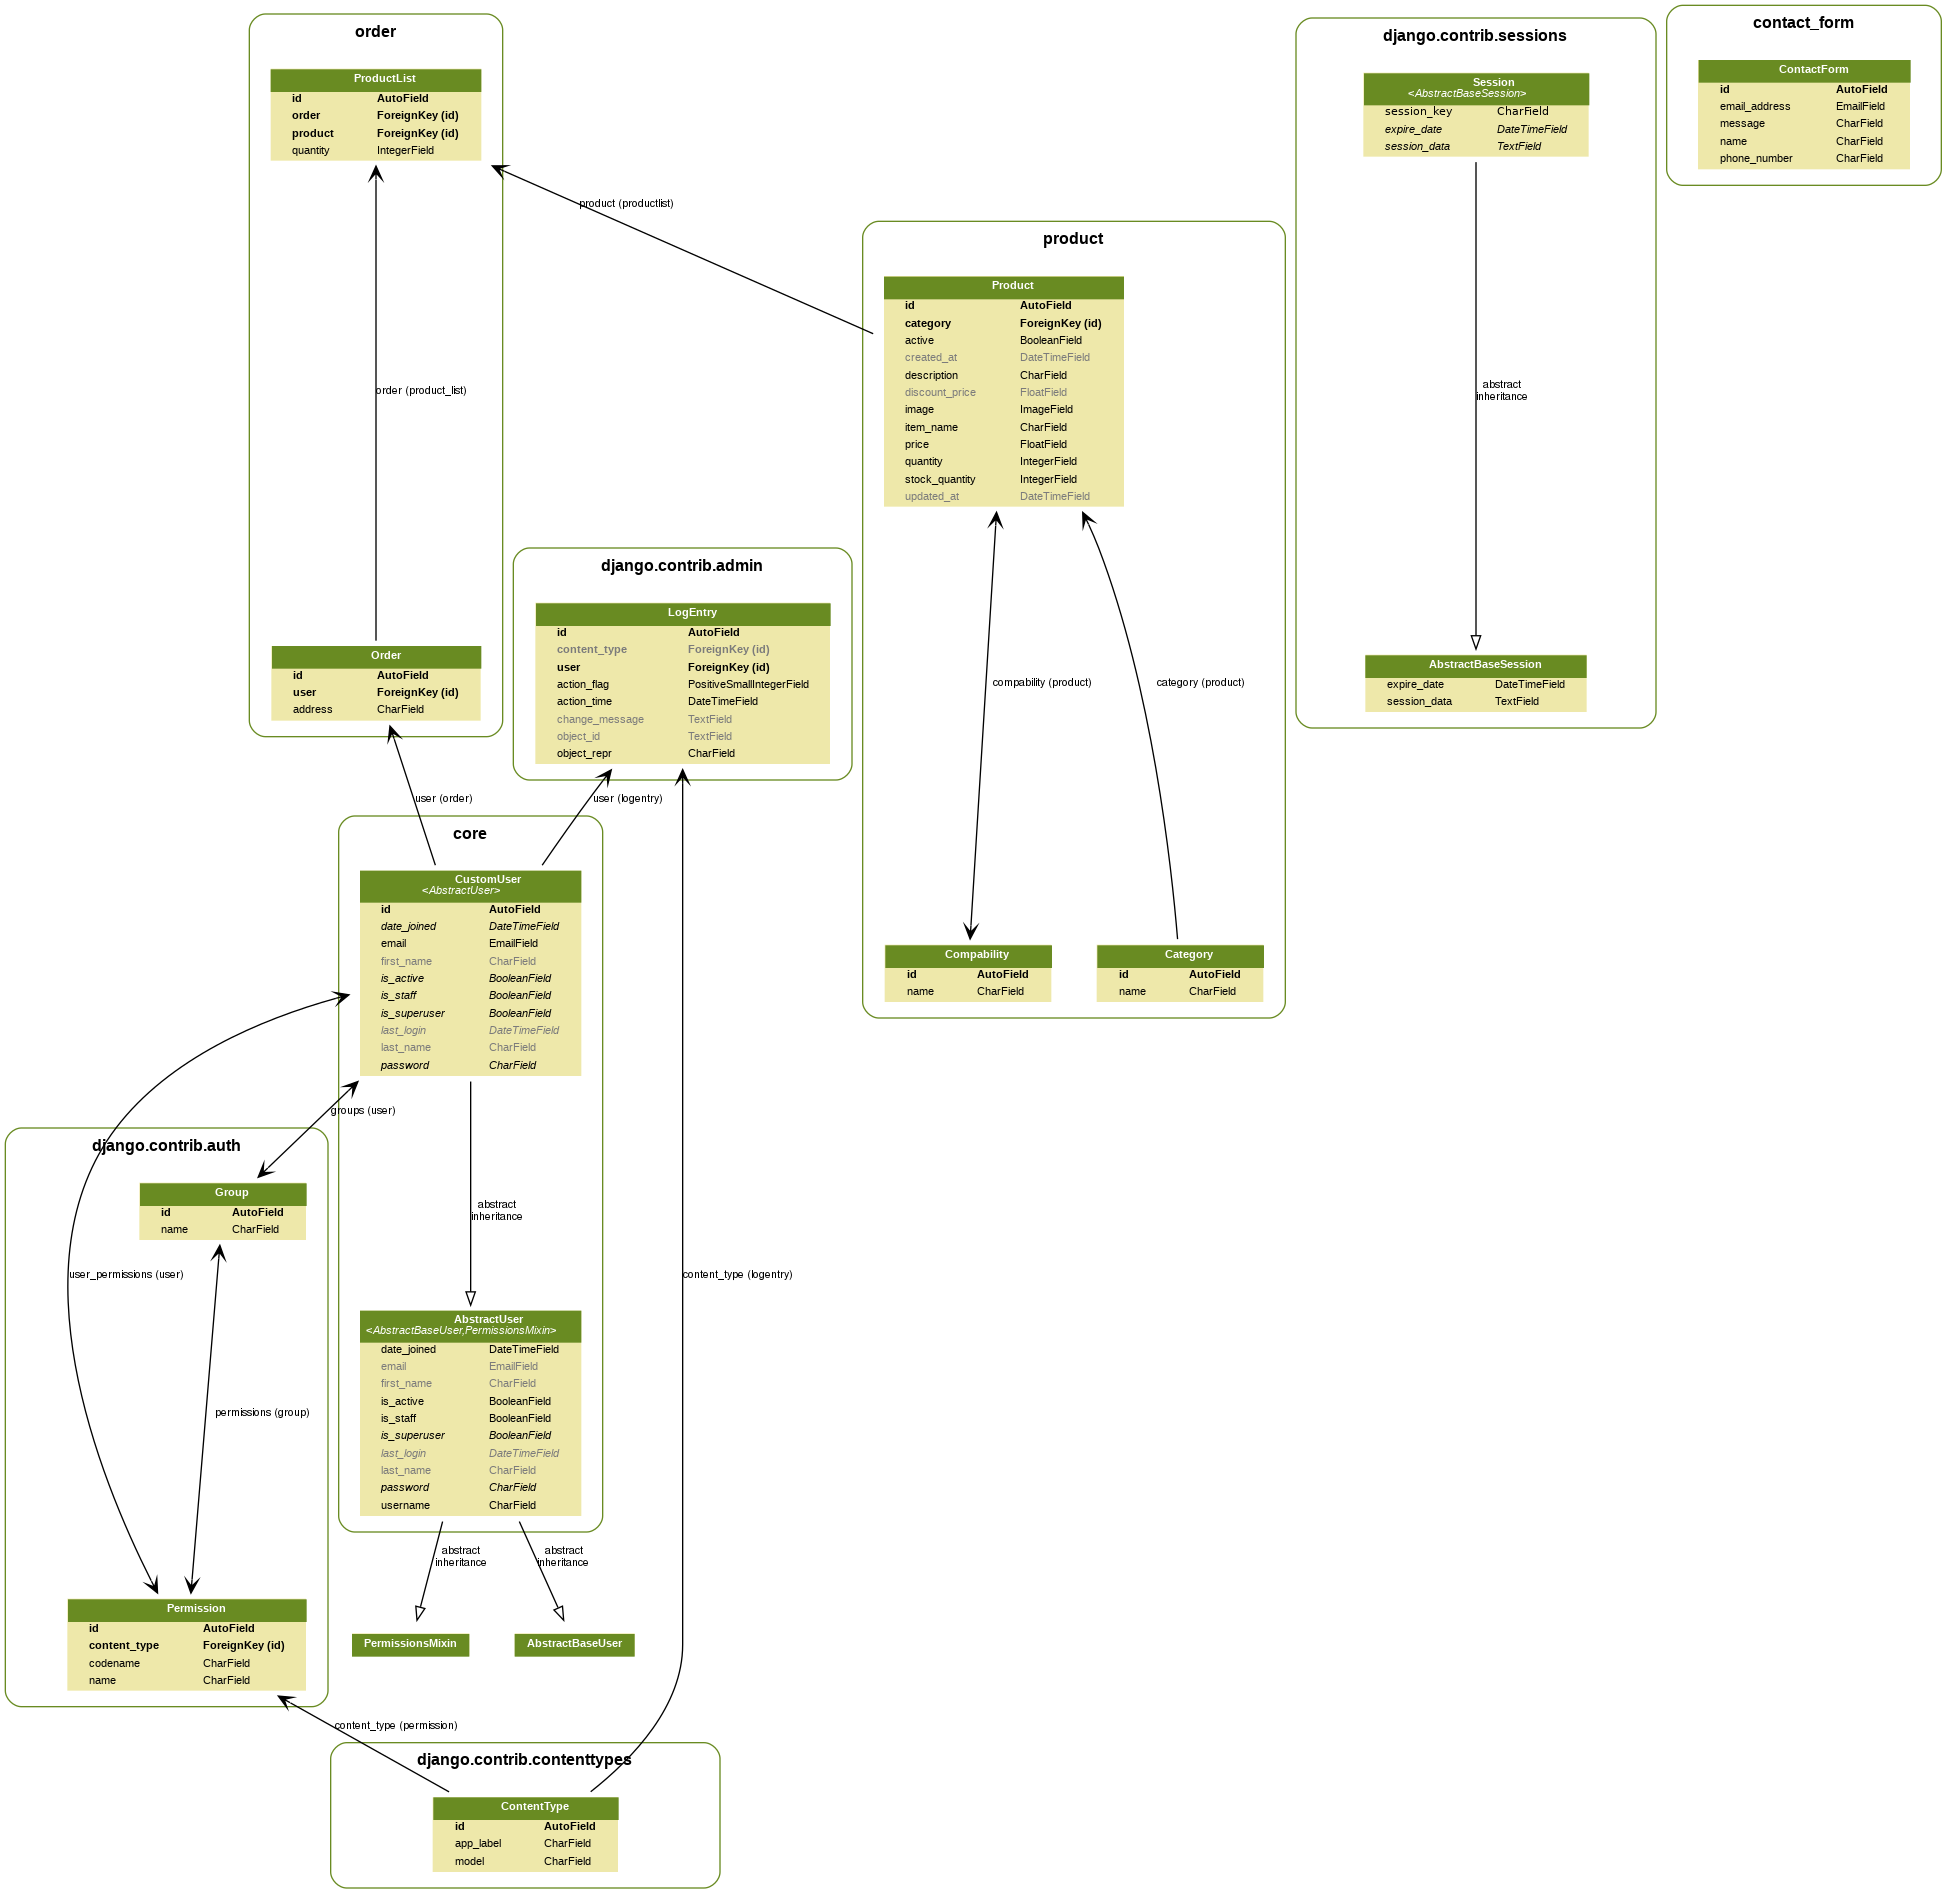 order
ProductList
id AutoField
order ForeignKey (id)
product ForeignKey (id)
quantity IntegerField
order (product_list)
Order
id AutoField
user ForeignKey (id)
address CharField
product (productlist)
product
Product
id AutoField
category ForeignKey (id)
active BooleanField
created_at DateTimeField
description CharField
discount_price FloatField
image ImageField
item_name CharField
price FloatField
quantity IntegerField
stock_quantity IntegerField
updated_at DateTimeField
compability (product)
category (product)
Compability
id AutoField
name CharField
Category
id AutoField
name CharField
django.contrib.sessions
Session
<AbstractBaseSession>
session_key CharField
expire_date DateTimeField
session_data TextField
abstract
inheritance
AbstractBaseSession
expire_date DateTimeField
session_data TextField
contact_form
ContactForm
id AutoField
email_address EmailField
message CharField
name CharField
phone_number CharField
django.contrib.admin
LogEntry
id AutoField
content_type ForeignKey (id)
user ForeignKey (id)
action_flag PositiveSmallIntegerField
action_time DateTimeField
change_message TextField
object_id TextField
object_repr CharField
user (order)
user (logentry)
core
CustomUser
<AbstractUser>
id AutoField
date_joined DateTimeField
email EmailField
first_name CharField
is_active BooleanField
is_staff BooleanField
is_superuser BooleanField
last_login DateTimeField
last_name CharField
password CharField
groups (user)
abstract
inheritance
AbstractUser
<AbstractBaseUser,PermissionsMixin>
date_joined DateTimeField
email EmailField
first_name CharField
is_active BooleanField
is_staff BooleanField
is_superuser BooleanField
last_login DateTimeField
last_name CharField
password CharField
username CharField
abstract
inheritance
abstract
inheritance
PermissionsMixin
AbstractBaseUser
django.contrib.auth
Group
id AutoField
name CharField
user_permissions (user)
permissions (group)
Permission
id AutoField
content_type ForeignKey (id)
codename CharField
name CharField
content_type (logentry)
content_type (permission)
django.contrib.contenttypes
ContentType
id AutoField
app_label CharField
model CharField